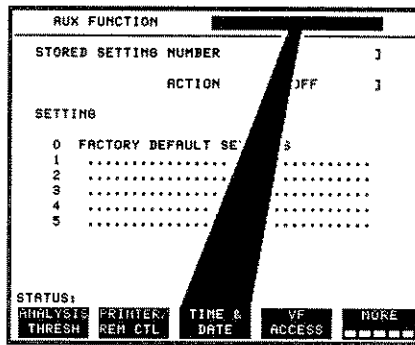 AUX FUNCTION
STORED SETTING NUMBER ]
ACTION OFF ]
SETTING
0 FACTORY DEFAULT SE S
1 ....................................
2 ....................................
3 ....................................
4 ....................................
5 ....................................
STATUS:
ANALYSIS THRESH
PRINTER/ REM CTL
TIME & DATE
VF ACCESS
MORE